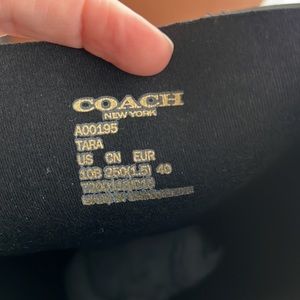 COACH
NEW YORK
A00195
TARA
US CN EUR
10B 250(1.5) 40